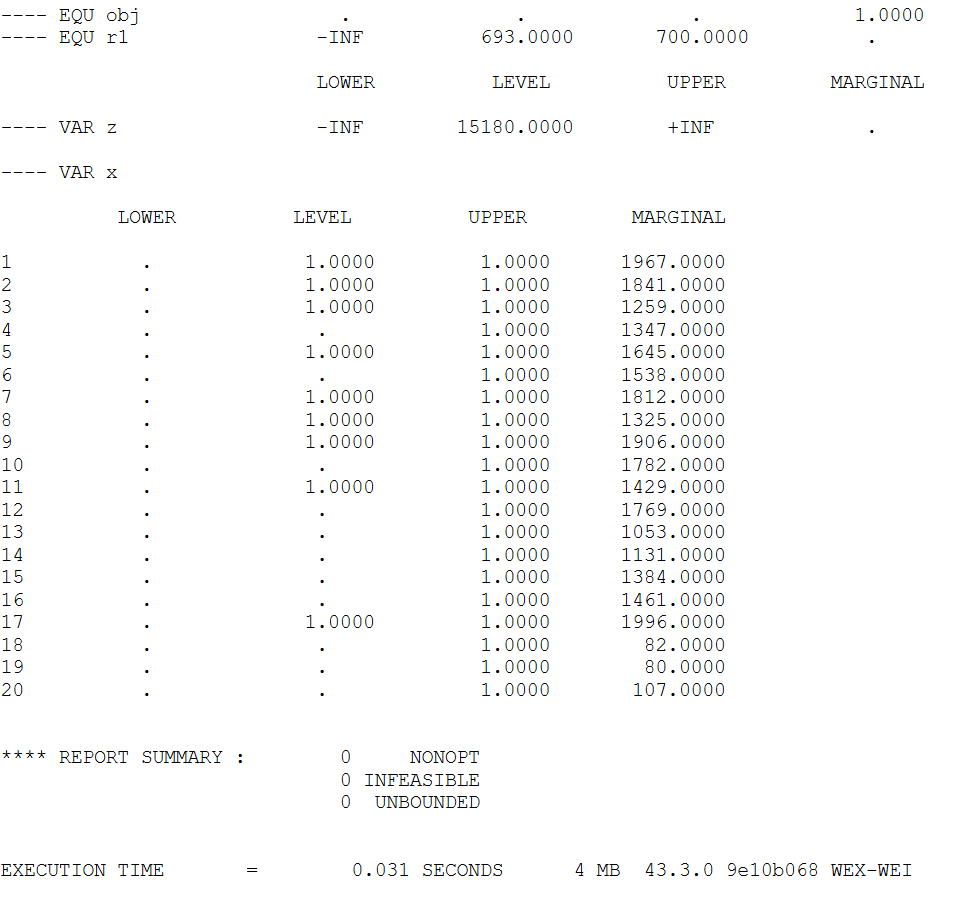 ---- EQU obj                  .              .              .             1.0000
---- EQU r1                 -INF          693.0000       700.0000          .
                           LOWER          LEVEL          UPPER         MARGINAL
---- VAR z                  -INF        15180.0000        +INF             .
---- VAR x
          LOWER          LEVEL          UPPER         MARGINAL
1           .             1.0000         1.0000      1967.0000
2           .             1.0000         1.0000      1841.0000
3           .             1.0000         1.0000      1259.0000
4           .              .             1.0000      1347.0000
5           .             1.0000         1.0000      1645.0000
6           .              .             1.0000      1538.0000
7           .             1.0000         1.0000      1812.0000
8           .             1.0000         1.0000      1325.0000
9           .             1.0000         1.0000      1906.0000
10          .              .             1.0000      1782.0000
11          .             1.0000         1.0000      1429.0000
12          .              .             1.0000      1769.0000
13          .              .             1.0000      1053.0000
14          .              .             1.0000      1131.0000
15          .              .             1.0000      1384.0000
16          .              .             1.0000      1461.0000
17          .             1.0000         1.0000      1996.0000
18          .              .             1.0000        82.0000
19          .              .             1.0000        80.0000
20          .              .             1.0000       107.0000
**** REPORT SUMMARY :        0     NONOPT
                             0 INFEASIBLE
                             0  UNBOUNDED
EXECUTION TIME       =        0.031 SECONDS      4 MB  43.3.0 9e10b068 WEX-WEI